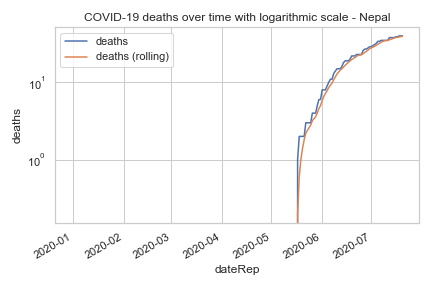 COVID-19 deaths over time with logarithmic scale - Nepal
deaths
deaths (rolling)
10¹
10⁰
deaths
2020-01
2020-02
2020-03
2020-04
2020-05
2020-06
2020-07
dateRep